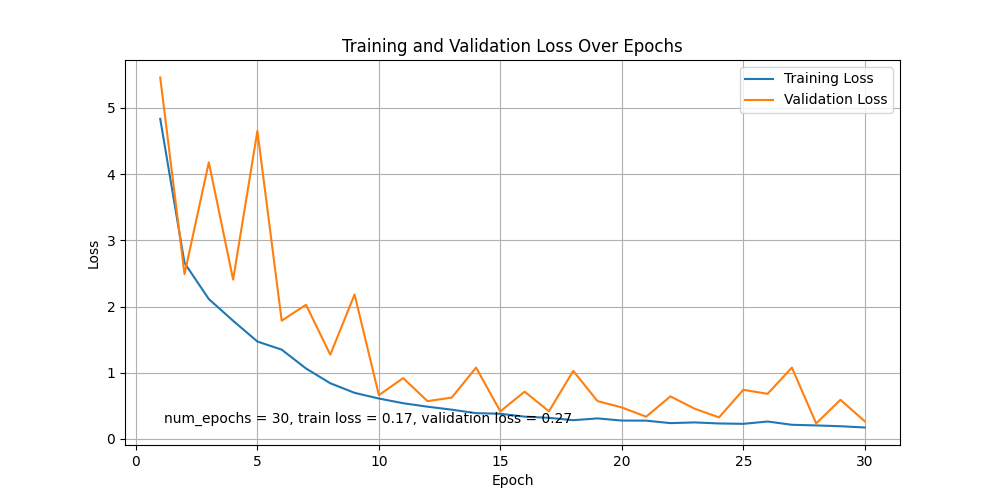 Training and Validation Loss Over Epochs
Training Loss
Validation Loss
Loss
5
4
3
2
1
0
num_epochs = 30, train loss = 0.17, validation loss = 0.27
0 5 10 15 20 25 30
Epoch